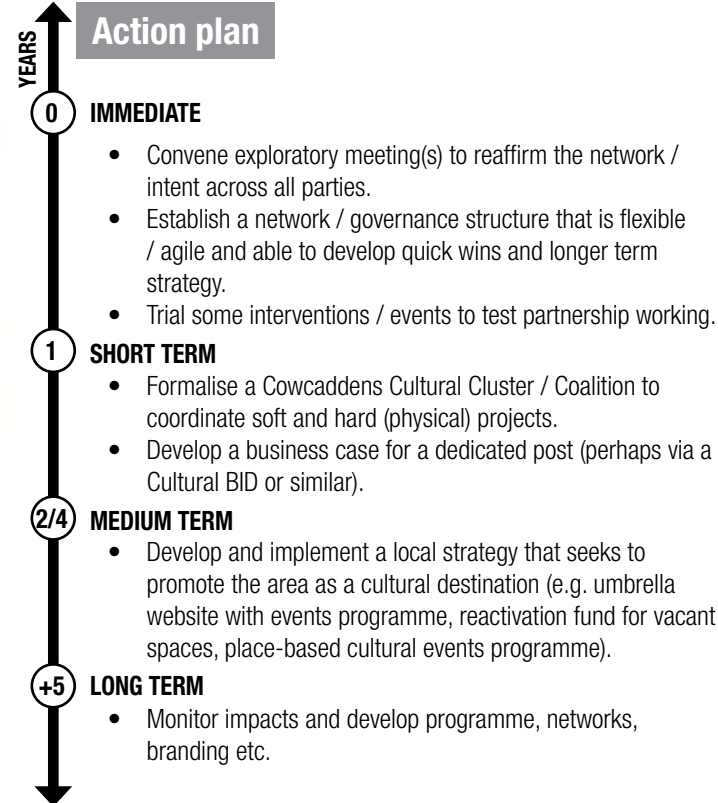 YEARS
Action plan
0 IMMEDIATE
• Convene exploratory meeting(s) to reaffirm the network /
intent across all parties.
• Establish a network / governance structure that is flexible
/ agile and able to develop quick wins and longer term
strategy.
• Trial some interventions / events to test partnership working.
1 SHORT TERM
• Formalise a Cowcaddens Cultural Cluster / Coalition to
coordinate soft and hard (physical) projects.
• Develop a business case for a dedicated post (perhaps via a
Cultural BID or similar).
2/4 MEDIUM TERM
• Develop and implement a local strategy that seeks to
promote the area as a cultural destination (e.g. umbrella
website with events programme, reactivation fund for vacant
spaces, place-based cultural events programme).
+5 LONG TERM
• Monitor impacts and develop programme, networks,
branding etc.